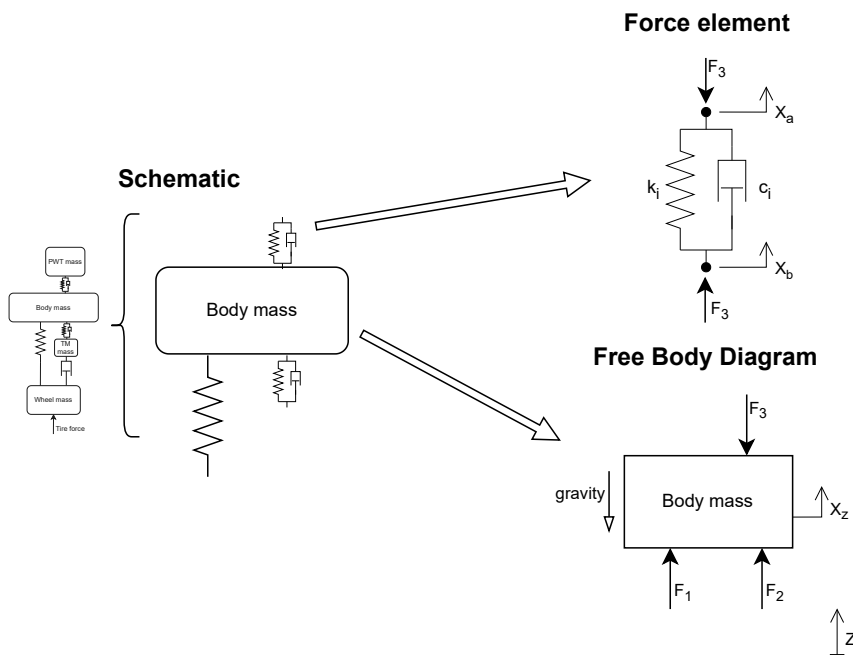 Force element
F3
Xa
ki
ci
Xb
F3
Schematic
PWT mass
Body mass
TM
mass
Wheel mass
Tire force
Body mass
Free Body Diagram
F3
gravity
Body mass
Xz
F1
F2
Z